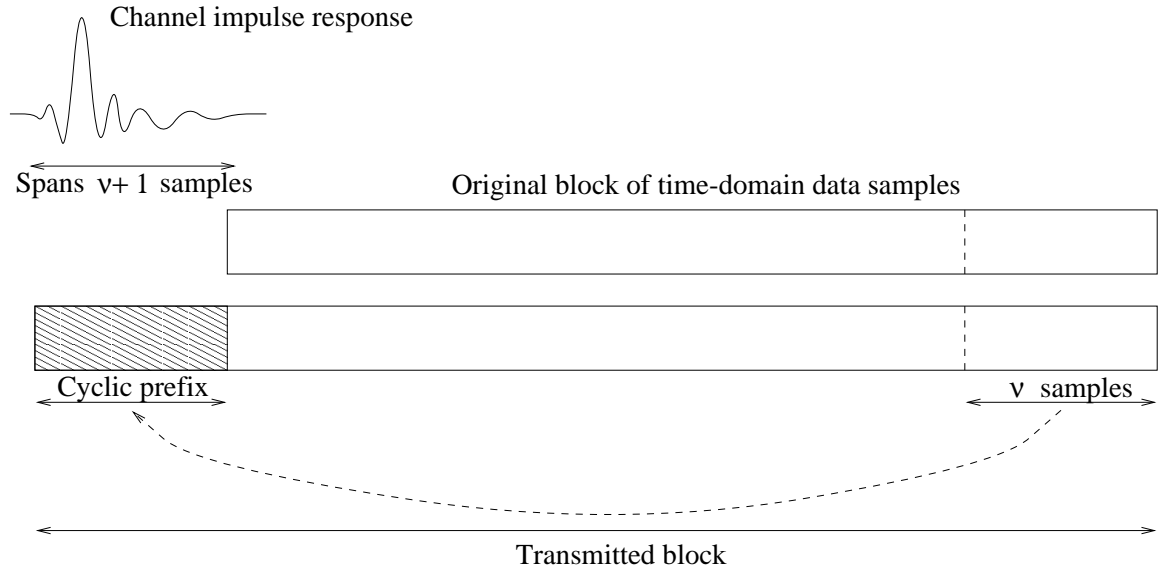 Channel impulse response
Spans ν+ 1 samples
Original block of time-domain data samples
Cyclic prefix
ν samples
Transmitted block